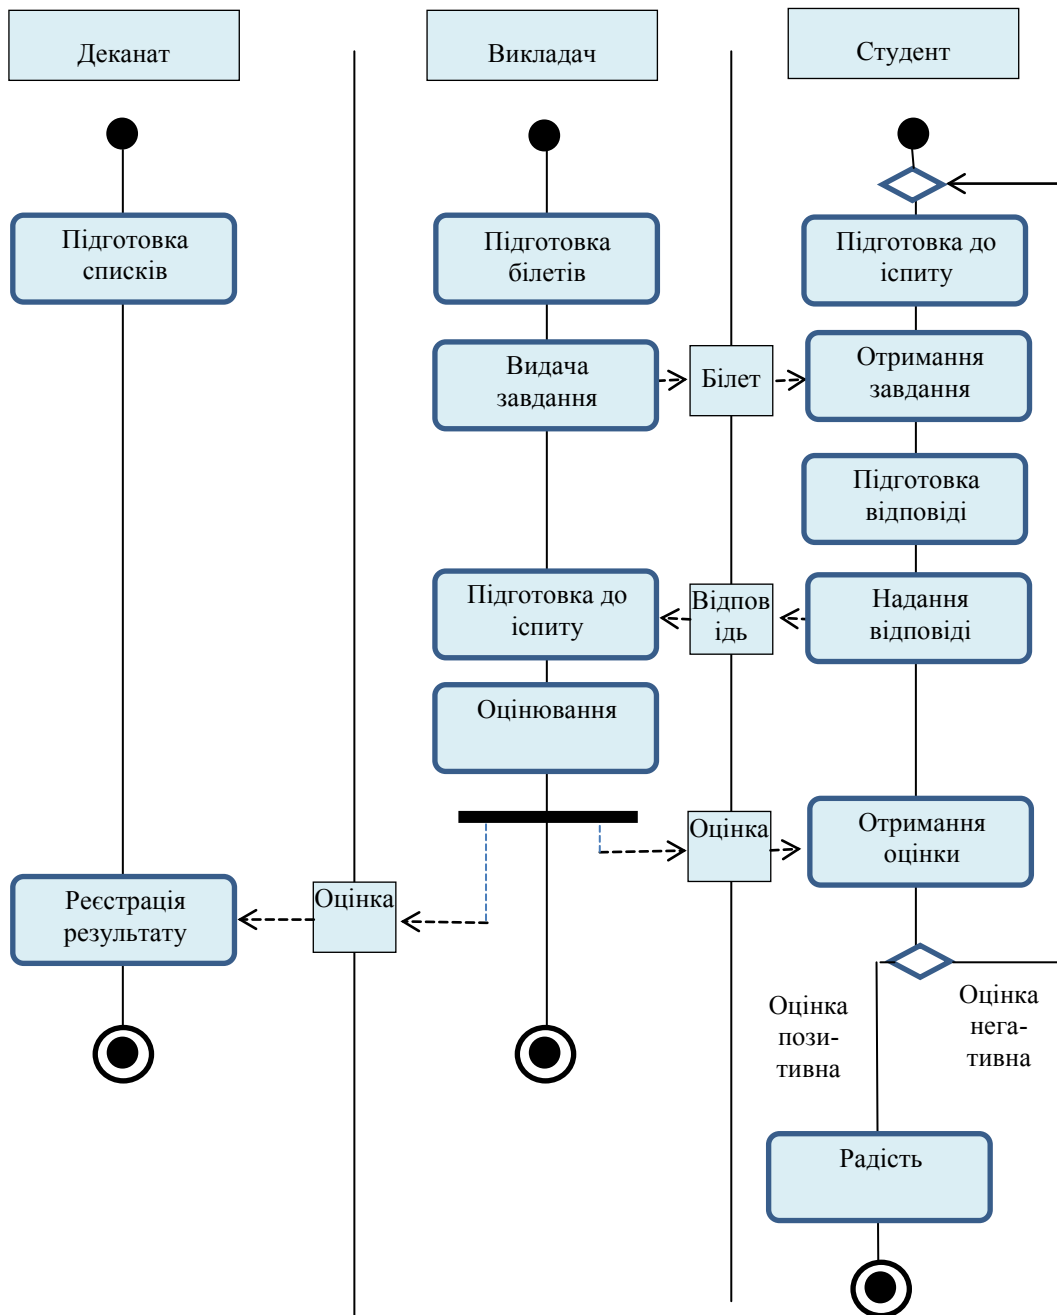 Деканат
Викладач
Студент
Підготовка
списків
Підготовка
білетів
Підготовка до
іспиту
Видача
завдання
Білет
Отримання
завдання
Підготовка
відповіді
Підготовка до
іспиту
Відпов
ідь
Надання
відповіді
Оцінювання
Оцінка
Отримання
оцінки
Реєстрація
результату
Оцінка
Оцінка
пози-
тивна
Оцінка
нега-
тивна
Радість